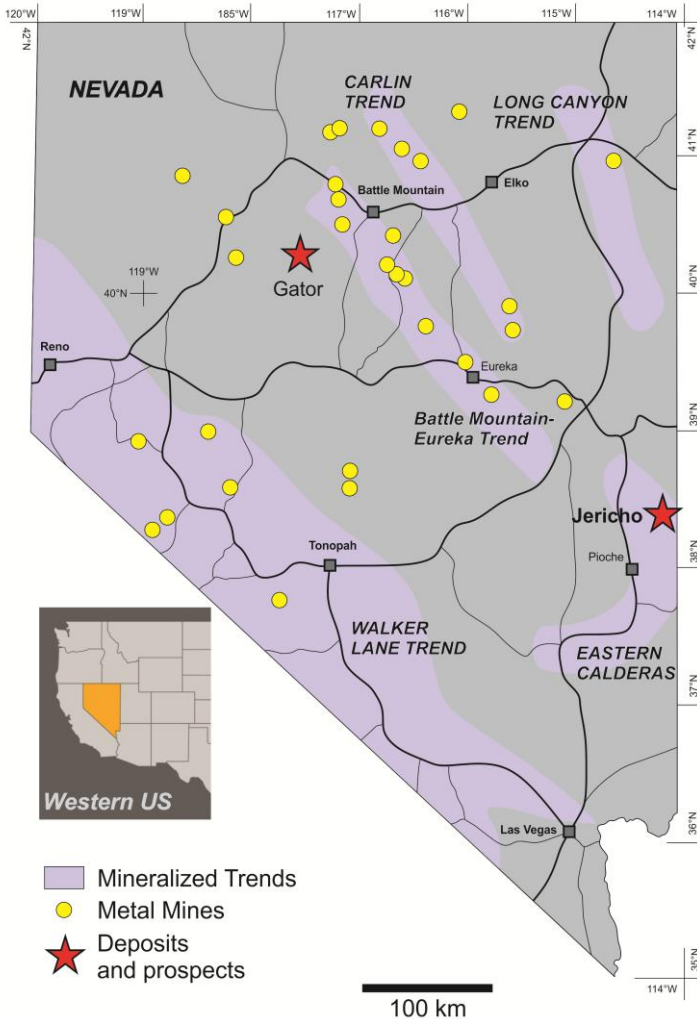 120°W
119°W
185°W
117°W
116°W
115°W
114°W
42°N
42°N
NEVADA
CARLIN
TREND
LONG CANYON
TREND
41°N
Battle Mountain
Elko
119°W
40°N
Gator
40°N
Reno
Eureka
39°N
Battle Mountain-
Eureka Trend
Jericho
Pioche
38°N
Tonopah
WALKER
LANE TREND
EASTERN
CALDERAS
37°N
Western US
Las Vegas
36°N
Mineralized Trends
Metal Mines
Deposits
and prospects
35°N
114°W
100 km